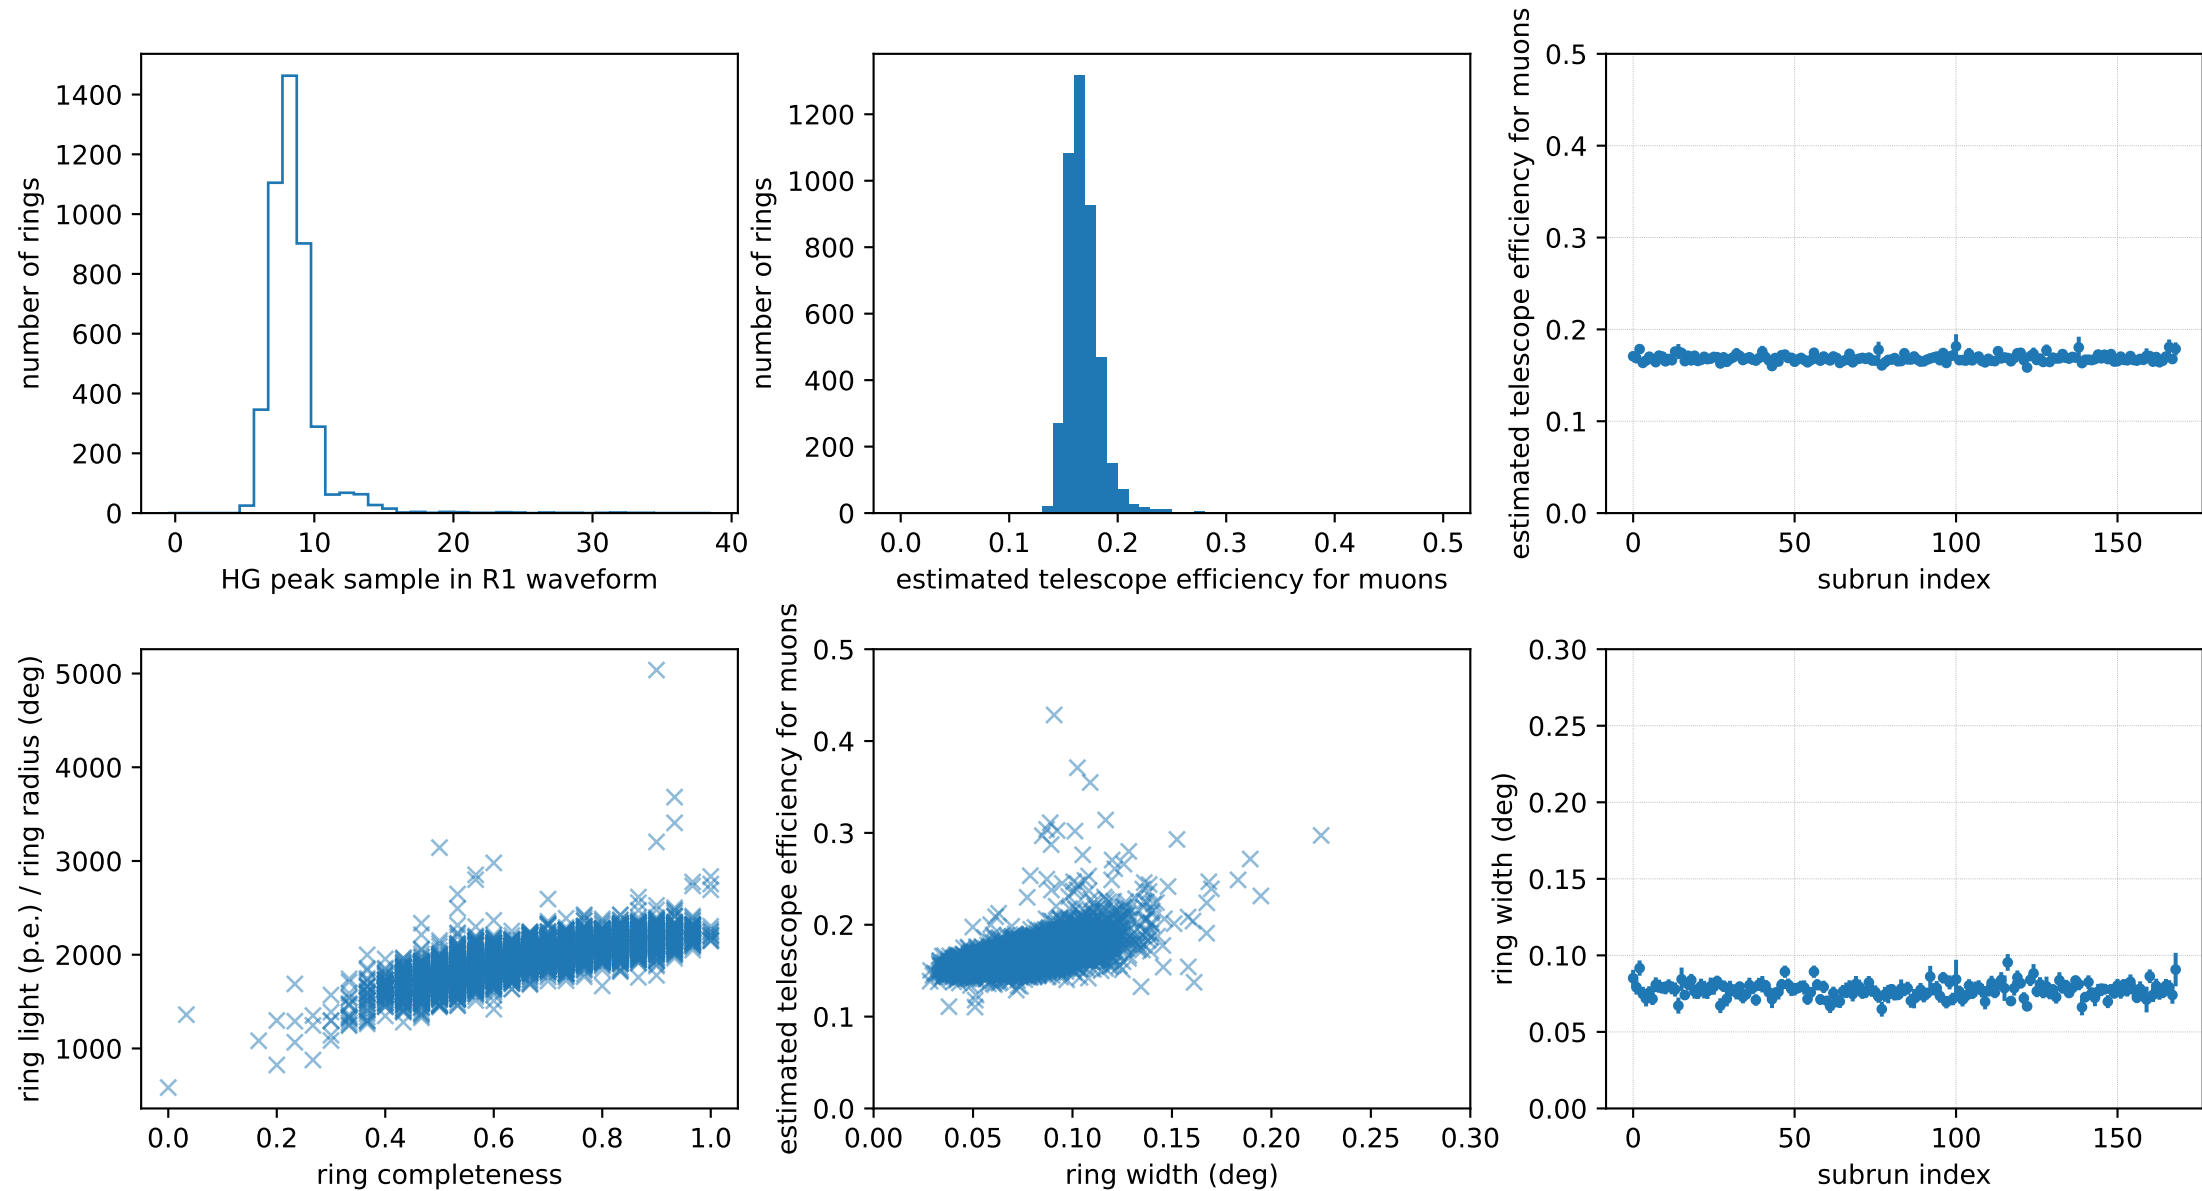 number of rings
1400
1200
1000
800
600
400
200
0
0 10 20 30 40
HG peak sample in R1 waveform
number of rings
1200
1000
800
600
400
200
0
0.0 0.1 0.2 0.3 0.4 0.5
estimated telescope efficiency for muons
estimated telescope efficiency for muons
0.5
0.4
0.3
0.2
0.1
0.0
0 50 100 150
subrun index
ring light (p.e.) / ring radius (deg)
5000
4000
3000
2000
1000
0.0 0.2 0.4 0.6 0.8 1.0
ring completeness
estimated telescope efficiency for muons
0.5
0.4
0.3
0.2
0.1
0.0
0.00 0.05 0.10 0.15 0.20 0.25 0.30
ring width (deg)
ring width (deg)
0.30
0.25
0.20
0.15
0.10
0.05
0.00
0 50 100 150
subrun index